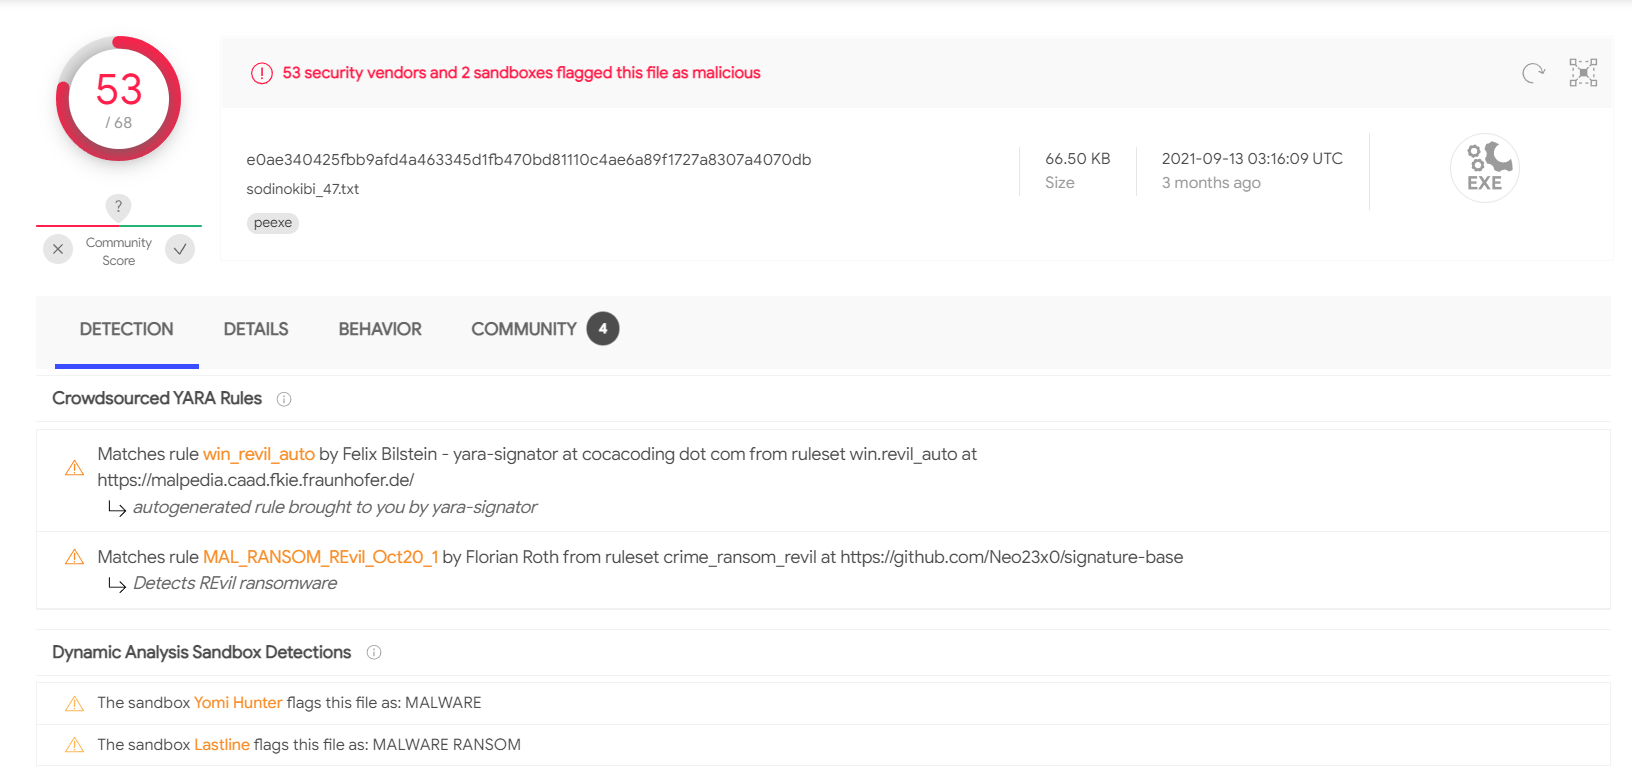 53
/ 68
?
Community
Score
53 security vendors and 2 sandboxes flagged this file as malicious
e0ae340425fbb9afd4a463345d1fb470bd81110c4ae6a89f1727a8307a4070db
sodinokibi_47.txt
peexe
66.50 KB
Size
2021-09-13 03:16:09 UTC
3 months ago
EXE
DETECTION DETAILS BEHAVIOR COMMUNITY 4
Crowdsourced YARA Rules
Matches rule win_revil_auto by Felix Bilstein - yara-signator at cocacoding dot com from ruleset win.revil_auto at
https://malpedia.caad.fkie.fraunhofer.de/
autogenerated rule brought to you by yara-signator
Matches rule MAL_RANSOM_REvil_Oct20_1 by Florian Roth from ruleset crime_ransom_revil at https://github.com/Neo23x0/signature-base
Detects REvil ransomware
Dynamic Analysis Sandbox Detections
The sandbox Yomi Hunter flags this file as: MALWARE
The sandbox Lastline flags this file as: MALWARE RANSOM